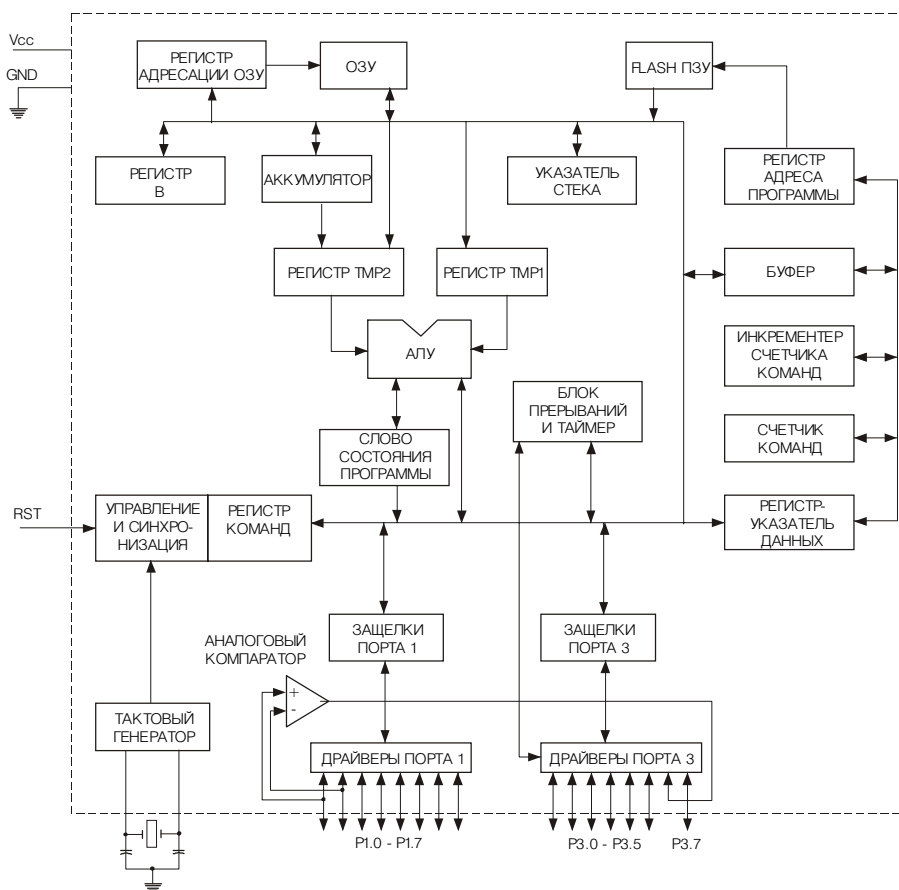 Vcc
GND
РЕГИСТР
АДРЕСАЦИИ ОЗУ
ОЗУ
FLASH ПЗУ
РЕГИСТР
В
АККУМУЛЯТОР
УКАЗАТЕЛЬ
СТЕКА
РЕГИСТР
АДРЕСА
ПРОГРАММЫ
РЕГИСТР TMP2
РЕГИСТР TMP1
БУФЕР
АЛУ
ИНКРЕМЕНТЕР
СЧЕТЧИКА
КОМАНД
БЛОК
ПРЕРЫВАНИЙ
И ТАЙМЕР
СЛОВО
СОСТОЯНИЯ
ПРОГРАММЫ
СЧЕТЧИК
КОМАНД
RST
УПРАВЛЕНИЕ
И СИНХРО-
НИЗАЦИЯ
РЕГИСТР
КОМАНД
РЕГИСТР-
УКАЗАТЕЛЬ
ДАННЫХ
ЗАЩЕЛКИ
ПОРТА 1
ЗАЩЕЛКИ
ПОРТА 3
АНАЛОГОВЫЙ
КОМПАРАТОР
+
-
ТАКТОВЫЙ
ГЕНЕРАТОР
ДРАЙВЕРЫ ПОРТА 1
ДРАЙВЕРЫ ПОРТА 3
P1.0 - P1.7
P3.0 - P3.5
P3.7